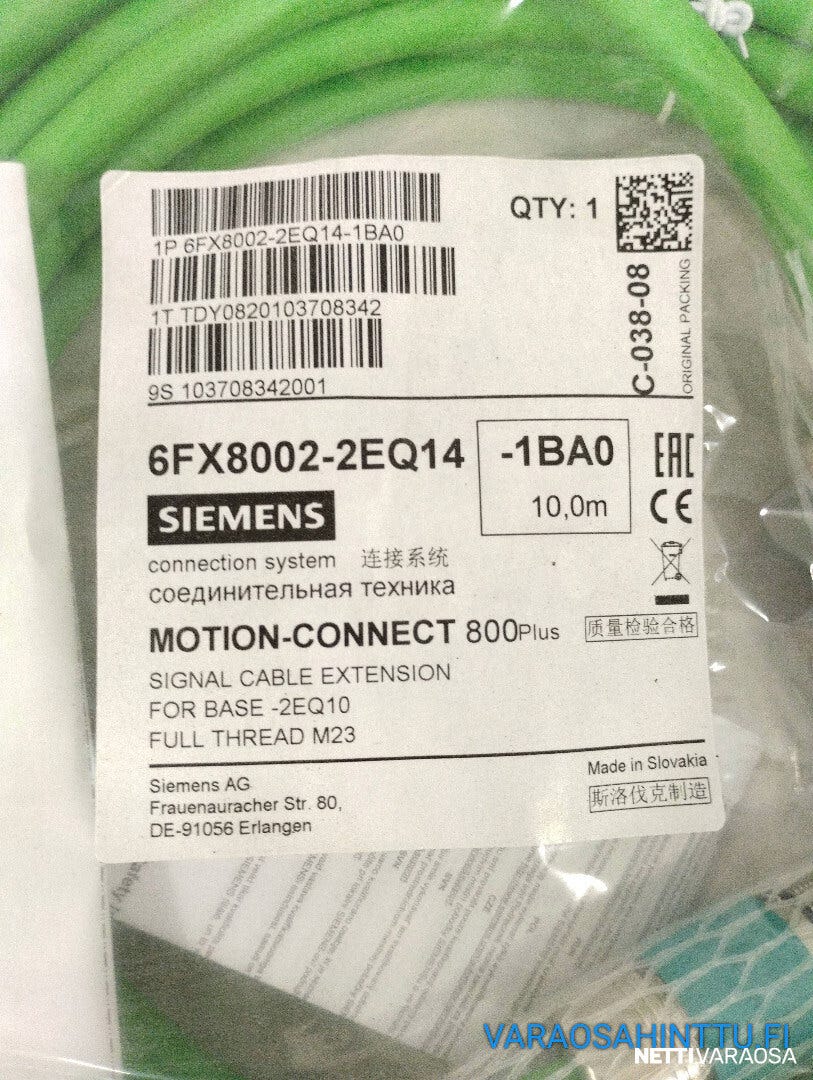 1P 6FX8002-2EQ14-1BA0
QTY: 1
1T TDY0820103708342
9S 103708342001
C-038-08
ORIGINAL PACKING
6FX8002-2EQ14
-1BA0
10,0m
EAC
CE
SIEMENS
connection system 连接系统
соединительная техника
MOTION-CONNECT 800Plus
质量检验合格
SIGNAL CABLE EXTENSION
FOR BASE -2EQ10
FULL THREAD M23
Siemens AG
Frauenauracher Str. 80,
DE-91056 Erlangen
Made in Slovakia
斯洛伐克制造
VARAOSAHINTTU.FI
NETTIVARAOSA